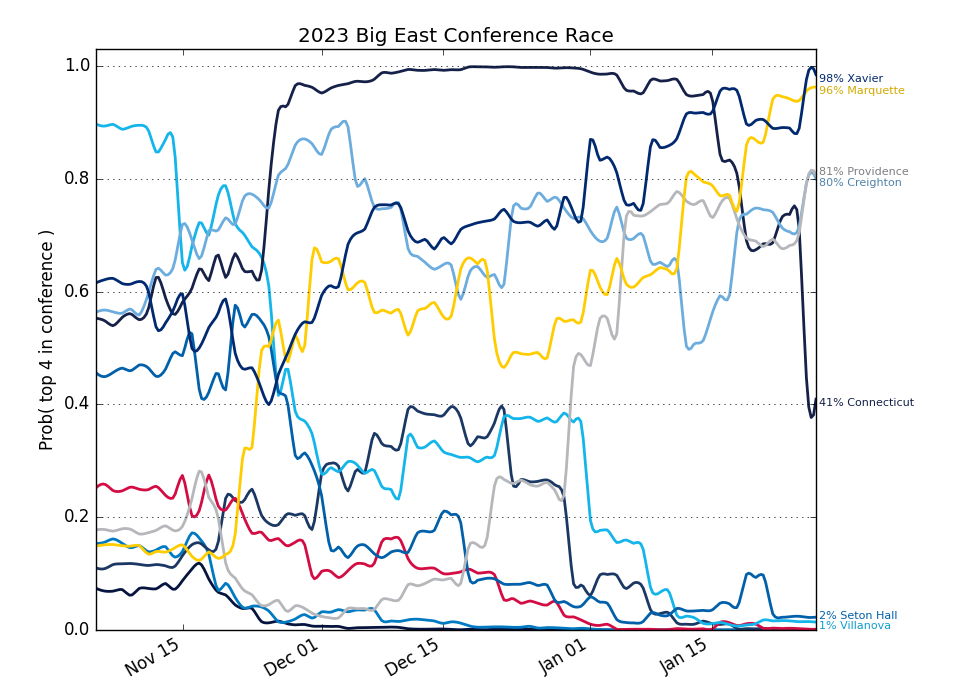 2023 Big East Conference Race
Prob( top 4 in conference )
1.0
0.8
0.6
0.4
0.2
0.0
Nov 15
Dec 01
Dec 15
Jan 01
Jan 15
98% Xavier
96% Marquette
81% Providence
80% Creighton
41% Connecticut
2% Seton Hall
1% Villanova